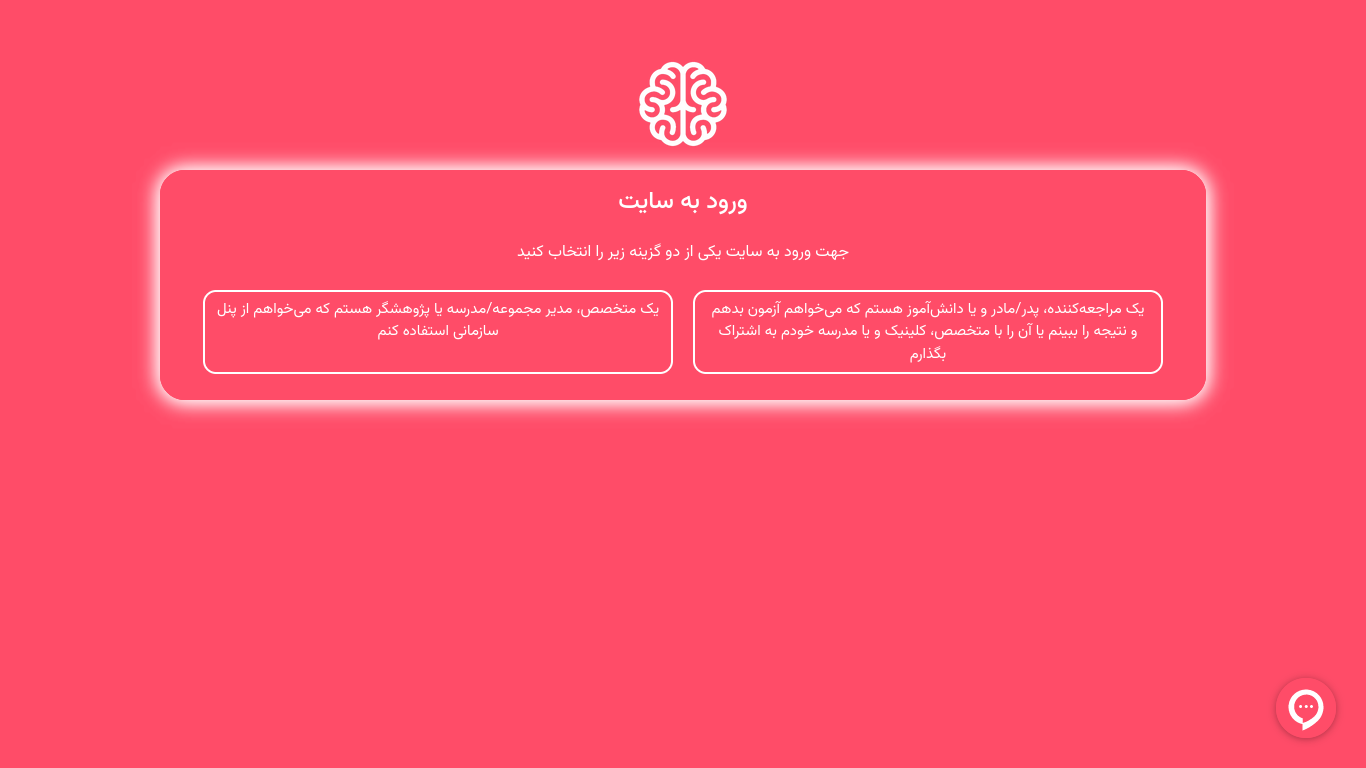 ورود به سایت
جهت ورود به سایت یکی از دو گزینه زیر را انتخاب کنید
یک مراجعه‌کننده، پدر/مادر و یا دانش‌آموز هستم که می‌خواهم آزمون بدهم
و نتیجه را ببینم یا آن را با متخصص، کلینیک و یا مدرسه خودم به اشتراک
بگذارم
یک متخصص، مدیر مجموعه/مدرسه یا پژوهشگر هستم که می‌خواهم از پنل
سازمانی استفاده کنم